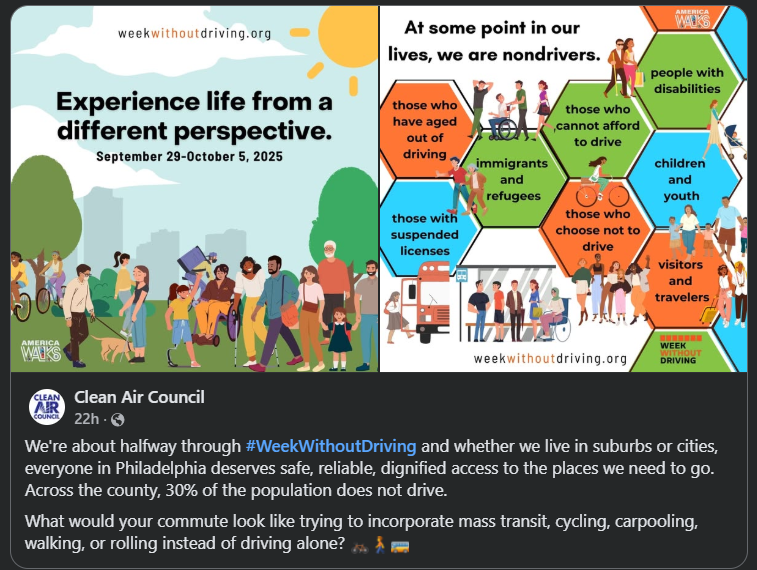 weekwithoutdriving.org
Experience life from a
different perspective.
September 29-October 5, 2025
AMERICA
WALKS
At some point in our
lives, we are nondrivers.
AMERICA
WALKS
people with
disabilities
those who
have aged
out of
driving
those who
cannot afford
to drive
immigrants
and
refugees
children
and
youth
those with
suspended
licenses
those who
choose not to
drive
visitors
and
travelers
weekwithoutdriving.org
WEEK
WITHOUT
DRIVING
CLEAN
AIR
COUNCIL
Clean Air Council
22h ·
We're about halfway through #WeekWithoutDriving and whether we live in suburbs or cities,
everyone in Philadelphia deserves safe, reliable, dignified access to the places we need to go.
Across the county, 30% of the population does not drive.
What would your commute look like trying to incorporate mass transit, cycling, carpooling,
walking, or rolling instead of driving alone? 🚲🚶🚌